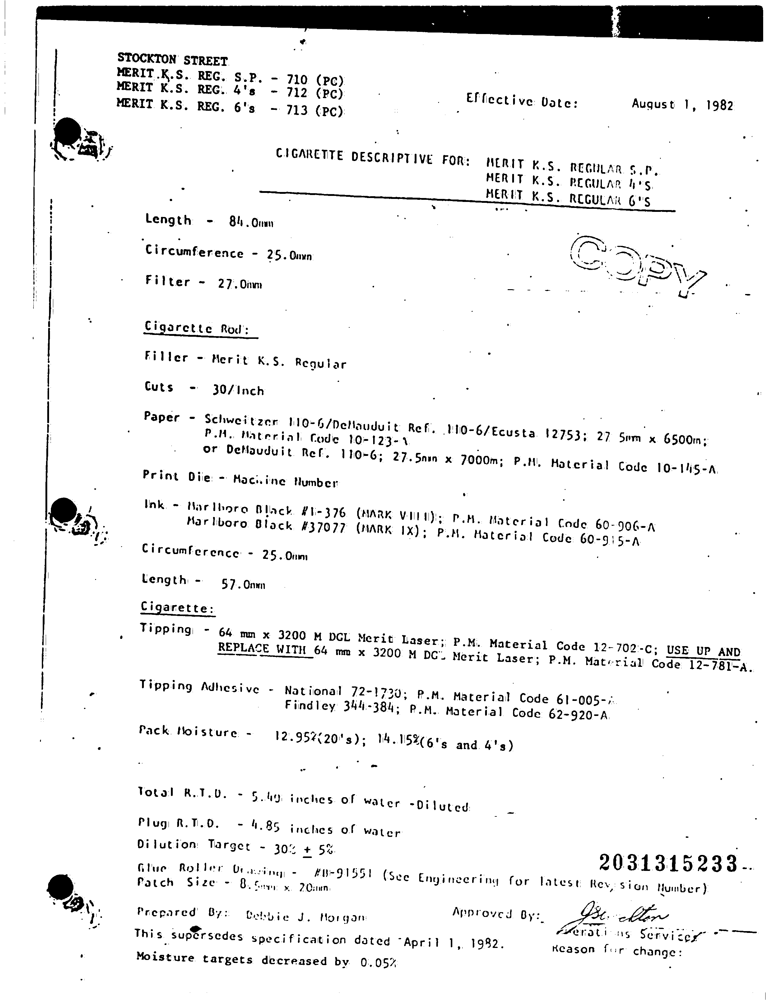 STOCKTON STREET
MERIT K.S. REG. S.P. - 710 (PC)
MERIT K.S. REG. 4's - 712 (PC)
MERIT K.S. REG. 6's - 713 (PC)
Effective Date: August 1, 1982
CIGARETTE DESCRIPTIVE FOR: MERIT K.S. REGULAR S.P.
MERIT K.S. REGULAR 4'S
MERIT K.S. REGULAR 6'S
Length - 84.0mm
COPY
Circumference - 25.0mm
Filter - 27.0mm
Cigarette Rod:
Filler - Merit K.S. Regular
Cuts - 30/Inch
Paper - Schweitzer 110-6/DeMauduit Ref. 110-6/Ecusta 12753; 27 5mm x 6500m;
P.M. Material Code 10-123-
or DeMauduit Ref. 110-6; 27.5mm x 7000m; P.M. Material Code 10-145-A
Print Die - Machine Number
Ink - Marlboro Black #1-376 (MARK VIII); P.M. Material Code 60-906-A
Marlboro Black #37077 (MARK IX); P.M. Material Code 60-915-A
Circumference - 25.0mm
Length - 57.0mm
Cigarette:
Tipping - 64 mm x 3200 M DGL Merit Laser; P.M. Material Code 12-702-C; USE UP AND
REPLACE WITH 64 mm x 3200 M DGL Merit Laser; P.M. Material Code 12-781-A.
Tipping Adhesive - National 72-1730; P.M. Material Code 61-005-
Findley 344-384; P.M. Material Code 62-920-A
Pack Moisture - 12.95%(20's); 14.15%(6's and 4's)
Total R.T.D. - 5.40 inches of water -Diluted
Plug R.T.D. - 4.85 inches of water
Dilution Target - 30% ± 5%
2031315233
Glue Roller Drawing - #B-91551 (See Engineering for latest Revision Number)
Patch Size - 8.5mm x 20mm
Prepared By: Debbie J. Morgan Approved By:
Operations Services
This supersedes specification dated April 1, 1982. Reason for change:
Moisture targets decreased by 0.05%